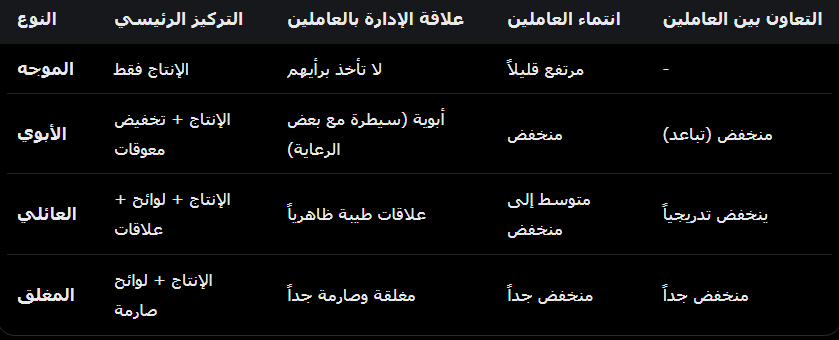 النوع التركيز الرئيسي علاقة الإدارة بالعاملين انتماء العاملين التعاون بين العاملين
الموجه الإنتاج فقط لا تأخذ برأيهم مرتفع قليلاً -
الأبوي الإنتاج + تخفيض معوقات أبوية (سيطرة مع بعض الرعاية) منخفض منخفض (تباعد)
العائلي الإنتاج + لوائح + علاقات علاقات طيبة ظاهرياً متوسط إلى منخفض ينخفض تدريجياً
المغلق الإنتاج + لوائح صارمة مغلقة وصارمة جداً منخفض جداً منخفض جداً